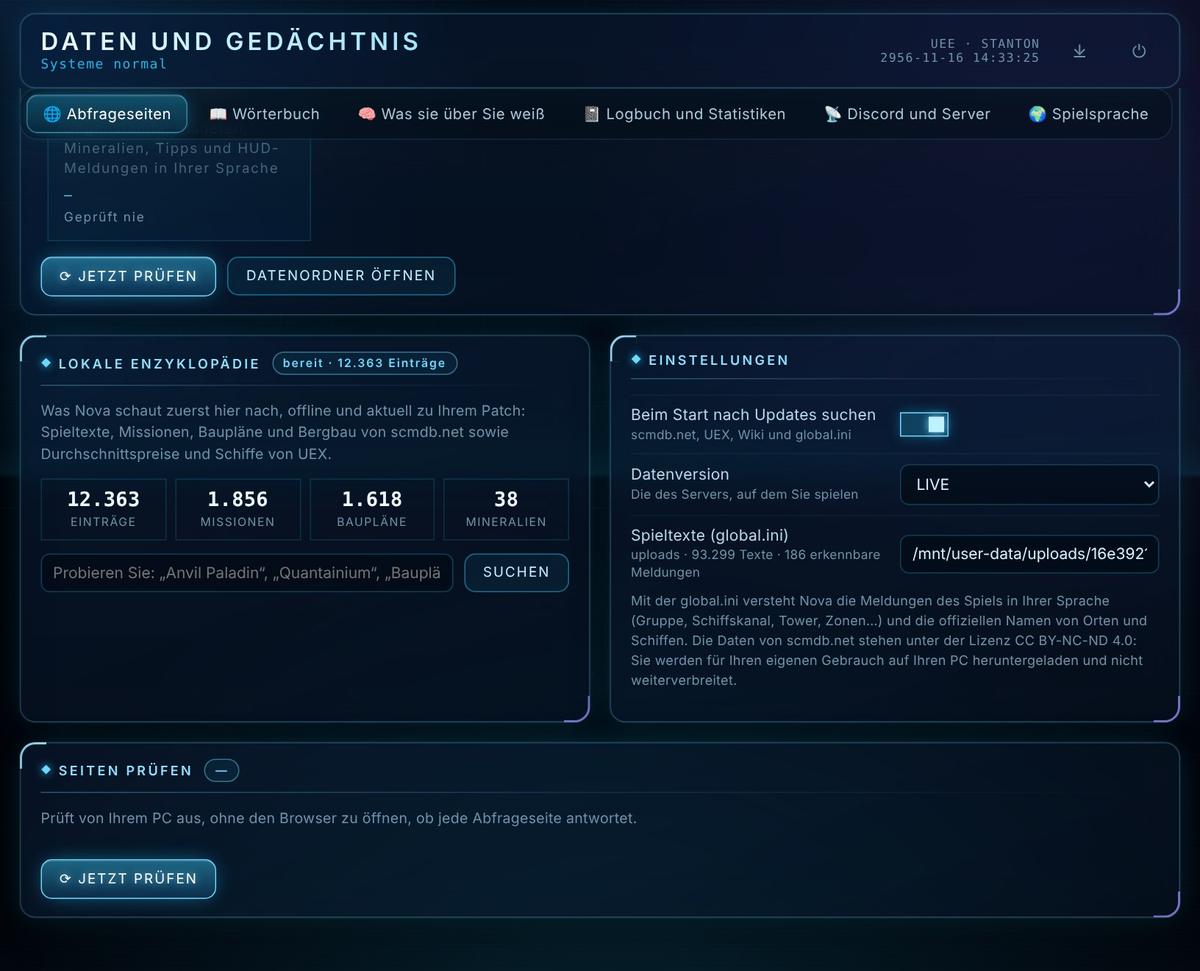 DATEN UND GEDÄCHTNIS
Systeme normal
UEE · STANTON
2956-11-16 14:33:25
🌐 Abfrageseiten
📖 Wörterbuch
🧠 Was sie über Sie weiß
📓 Logbuch und Statistiken
📡 Discord und Server
🌍 Spielsprache
Mineralien, Tipps und HUD-
Meldungen in Ihrer Sprache
–
Geprüft nie
⟳ JETZT PRÜFEN
DATENORDNER ÖFFNEN
LOKALE ENZYKLOPÄDIE
bereit · 12.363 Einträge
Was Nova schaut zuerst hier nach, offline und aktuell zu Ihrem Patch:
Spieltexte, Missionen, Baupläne und Bergbau von scmdb.net sowie
Durchschnittspreise und Schiffe von UEX.
12.363
EINTRÄGE
1.856
MISSIONEN
1.618
BAUPLÄNE
38
MINERALIEN
Probieren Sie: „Anvil Paladin“, „Quantainium“, „Bauplä
SUCHEN
EINSTELLUNGEN
Beim Start nach Updates suchen
scmdb.net, UEX, Wiki und global.ini
Datenversion
Die des Servers, auf dem Sie spielen
LIVE
Spieltexte (global.ini)
uploads · 93.299 Texte · 186 erkennbare
Meldungen
/mnt/user-data/uploads/16e392
Mit der global.ini versteht Nova die Meldungen des Spiels in Ihrer Sprache
(Gruppe, Schiffskanal, Tower, Zonen…) und die offiziellen Namen von Orten und
Schiffen. Die Daten von scmdb.net stehen unter der Lizenz CC BY-NC-ND 4.0:
Sie werden für Ihren eigenen Gebrauch auf Ihren PC heruntergeladen und nicht
weiterverbreitet.
SEITEN PRÜFEN
—
Prüft von Ihrem PC aus, ohne den Browser zu öffnen, ob jede Abfrageseite antwortet.
⟳ JETZT PRÜFEN